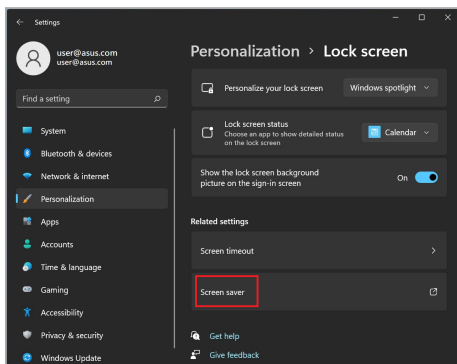 Settings
user@asus.com
user@asus.com
Find a setting
System
Bluetooth & devices
Network & internet
Personalization
Apps
Accounts
Time & language
Gaming
Accessibility
Privacy & security
Windows Update
Personalization > Lock screen
Personalize your lock screen
Windows spotlight
Lock screen status
Choose an app to show detailed status
on the lock screen
Calendar
Show the lock screen background
picture on the sign-in screen
On
Related settings
Screen timeout
Screen saver
Get help
Give feedback